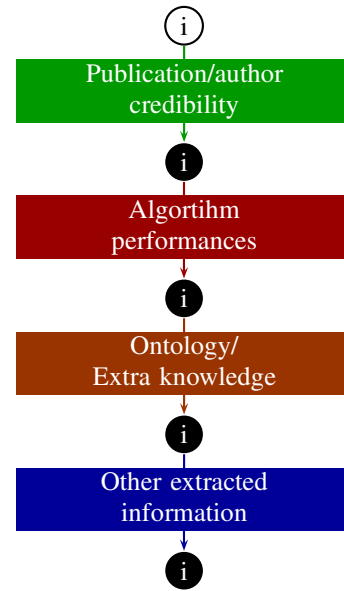 i
Publication/author
credibility
i
Algortihm
performances
i
Ontology/
Extra knowledge
i
Other extracted
information
i